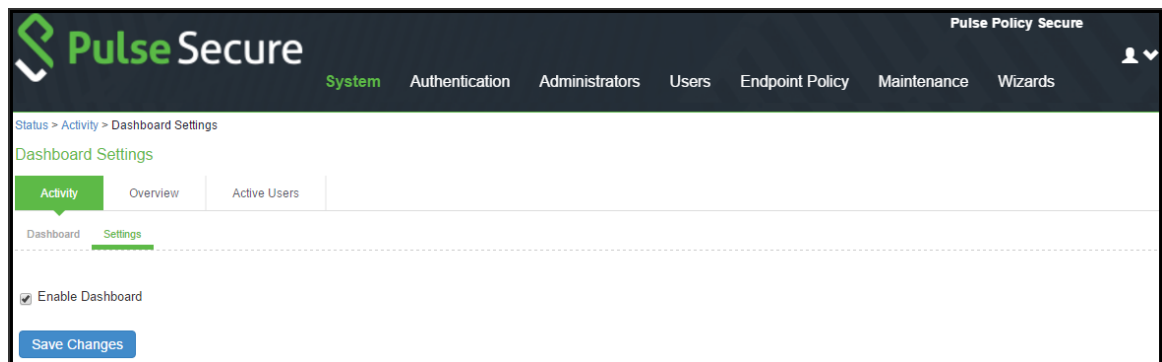 Pulse Policy Secure
Pulse Secure
System Authentication Administrators Users Endpoint Policy Maintenance Wizards
Status > Activity > Dashboard Settings
Dashboard Settings
Activity Overview Active Users
Dashboard Settings
Enable Dashboard
Save Changes